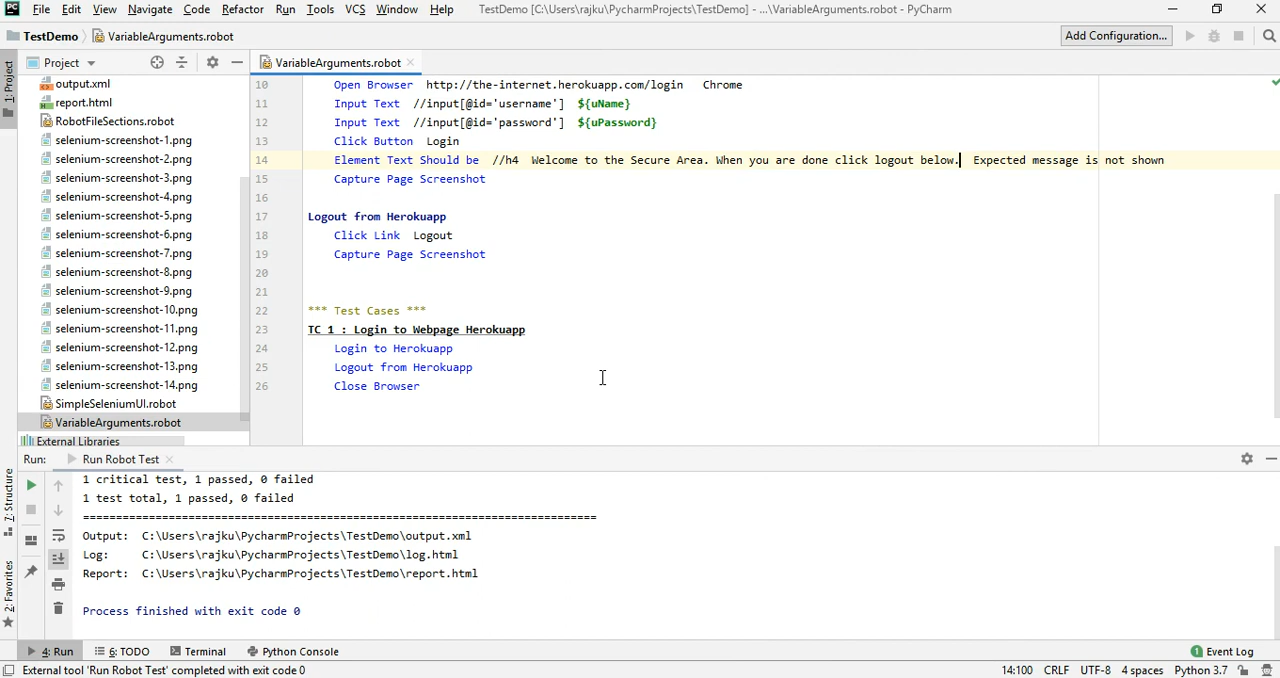 PC File Edit View Navigate Code Refactor Run Tools VCS Window Help TestDemo [C:\Users\rajku\PycharmProjects\TestDemo] - ...\VariableArguments.robot - PyCharm
TestDemo VariableArguments.robot Add Configuration...
1: Project
Project
VariableArguments.robot
output.xml
report.html
RobotFileSections.robot
selenium-screenshot-1.png
selenium-screenshot-2.png
selenium-screenshot-3.png
selenium-screenshot-4.png
selenium-screenshot-5.png
selenium-screenshot-6.png
selenium-screenshot-7.png
selenium-screenshot-8.png
selenium-screenshot-9.png
selenium-screenshot-10.png
selenium-screenshot-11.png
selenium-screenshot-12.png
selenium-screenshot-13.png
selenium-screenshot-14.png
SimpleSeleniumUI.robot
VariableArguments.robot
External Libraries
10 Open Browser http://the-internet.herokuapp.com/login Chrome
11 Input Text //input[@id='username'] ${uName}
12 Input Text //input[@id='password'] ${uPassword}
13 Click Button Login
14 Element Text Should be //h4 Welcome to the Secure Area. When you are done click logout below. Expected message is not shown
15 Capture Page Screenshot
16
17 Logout from Herokuapp
18 Click Link Logout
19 Capture Page Screenshot
20
21
22 *** Test Cases ***
23 TC 1 : Login to Webpage Herokuapp
24 Login to Herokuapp
25 Logout from Herokuapp
26 Close Browser
Run: Run Robot Test
7: Structure
2: Favorites
1 critical test, 1 passed, 0 failed
1 test total, 1 passed, 0 failed
==============================================================================
Output: C:\Users\rajku\PycharmProjects\TestDemo\output.xml
Log: C:\Users\rajku\PycharmProjects\TestDemo\log.html
Report: C:\Users\rajku\PycharmProjects\TestDemo\report.html
Process finished with exit code 0
4: Run 6: TODO Terminal Python Console 1 Event Log
External tool 'Run Robot Test' completed with exit code 0 14:100 CRLF UTF-8 4 spaces Python 3.7